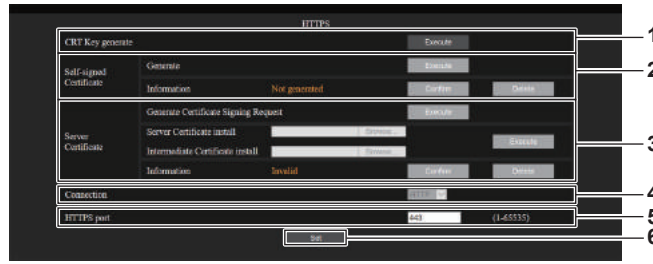 HTTPS
CRT Key generate Execute 1
Self-signed Certificate
Generate Execute 2
Information Not generated Confirm Delete
Server Certificate
Generate Certificate Signing Request Execute
Server Certificate install Browse... Execute 3
Intermediate Certificate install Browse...
Information Invalid Confirm Delete
Connection HTTP 4
HTTPS port 443 (1-65535) 5
Set 6